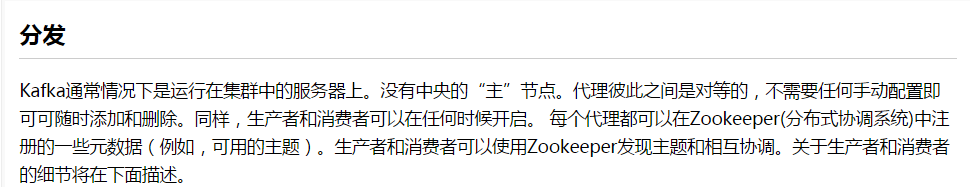 分发
Kafka通常情况下是运行在集群中的服务器上。没有中央的“主”节点。代理彼此之间是对等的，不需要任何手动配置即
可可随时添加和删除。同样，生产者和消费者可以在任何时候开启。 每个代理都可以在Zookeeper(分布式协调系统)中注
册的一些元数据（例如，可用的主题）。生产者和消费者可以使用Zookeeper发现主题和相互协调。关于生产者和消费者
的细节将在下面描述。